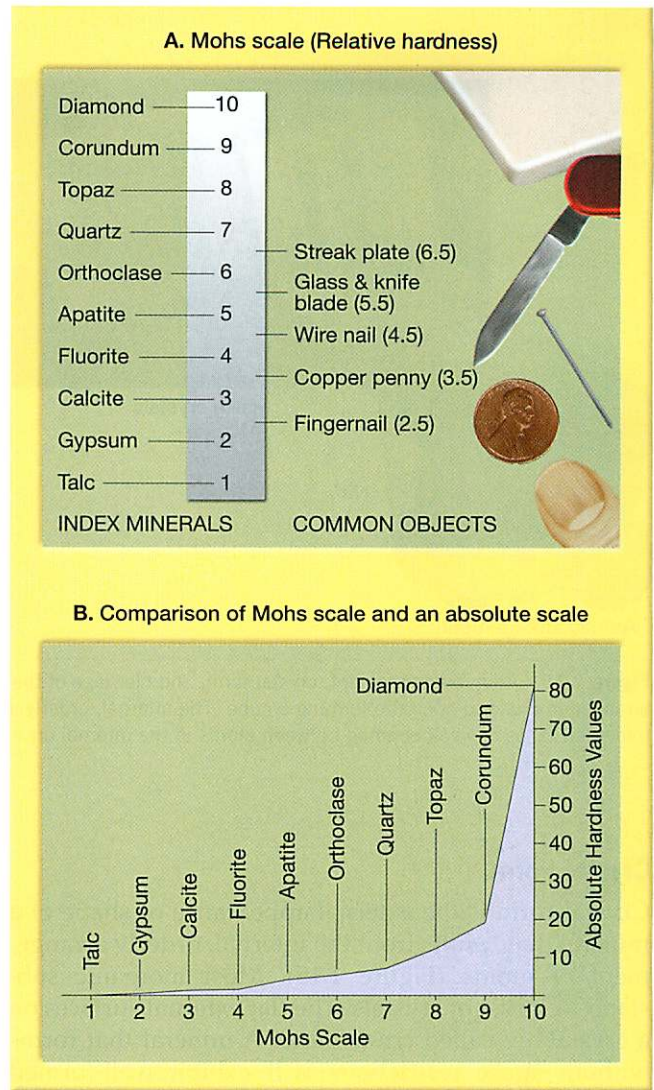 A. Mohs scale (Relative hardness)
Diamond 10
Corundum 9
Topaz 8
Quartz 7
Streak plate (6.5)
Orthoclase 6
Glass & knife
blade (5.5)
Apatite 5
Wire nail (4.5)
Fluorite 4
Copper penny (3.5)
Calcite 3
Fingernail (2.5)
Gypsum 2
Talc 1
INDEX MINERALS COMMON OBJECTS
B. Comparison of Mohs scale and an absolute scale
Diamond
Talc
Gypsum
Calcite
Fluorite
Apatite
Orthoclase
Quartz
Topaz
Corundum
80
70
60
50
40
30
20
10
Absolute Hardness Values
1 2 3 4 5 6 7 8 9 10
Mohs Scale